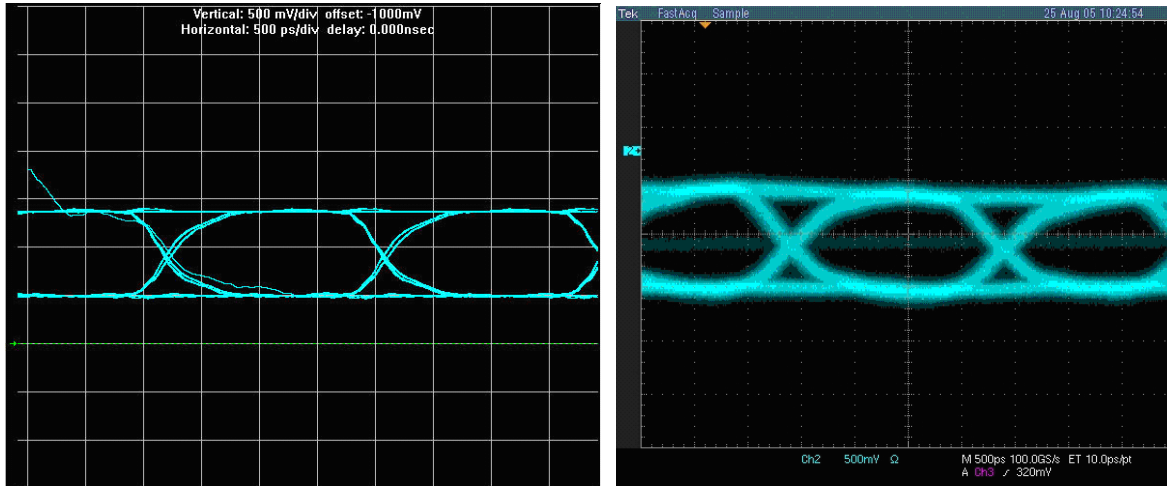 Vertical: 500 mV/div offset: -1000mV
Horizontal: 500 ps/div delay: 0.000nsec
Tek FastAcq Sample 25 Aug 05 10:24:54
2
Ch2 500mV Ω M 500ps 100.0GS/s ET 10.0ps/pt
A Ch3 ∫ 320mV